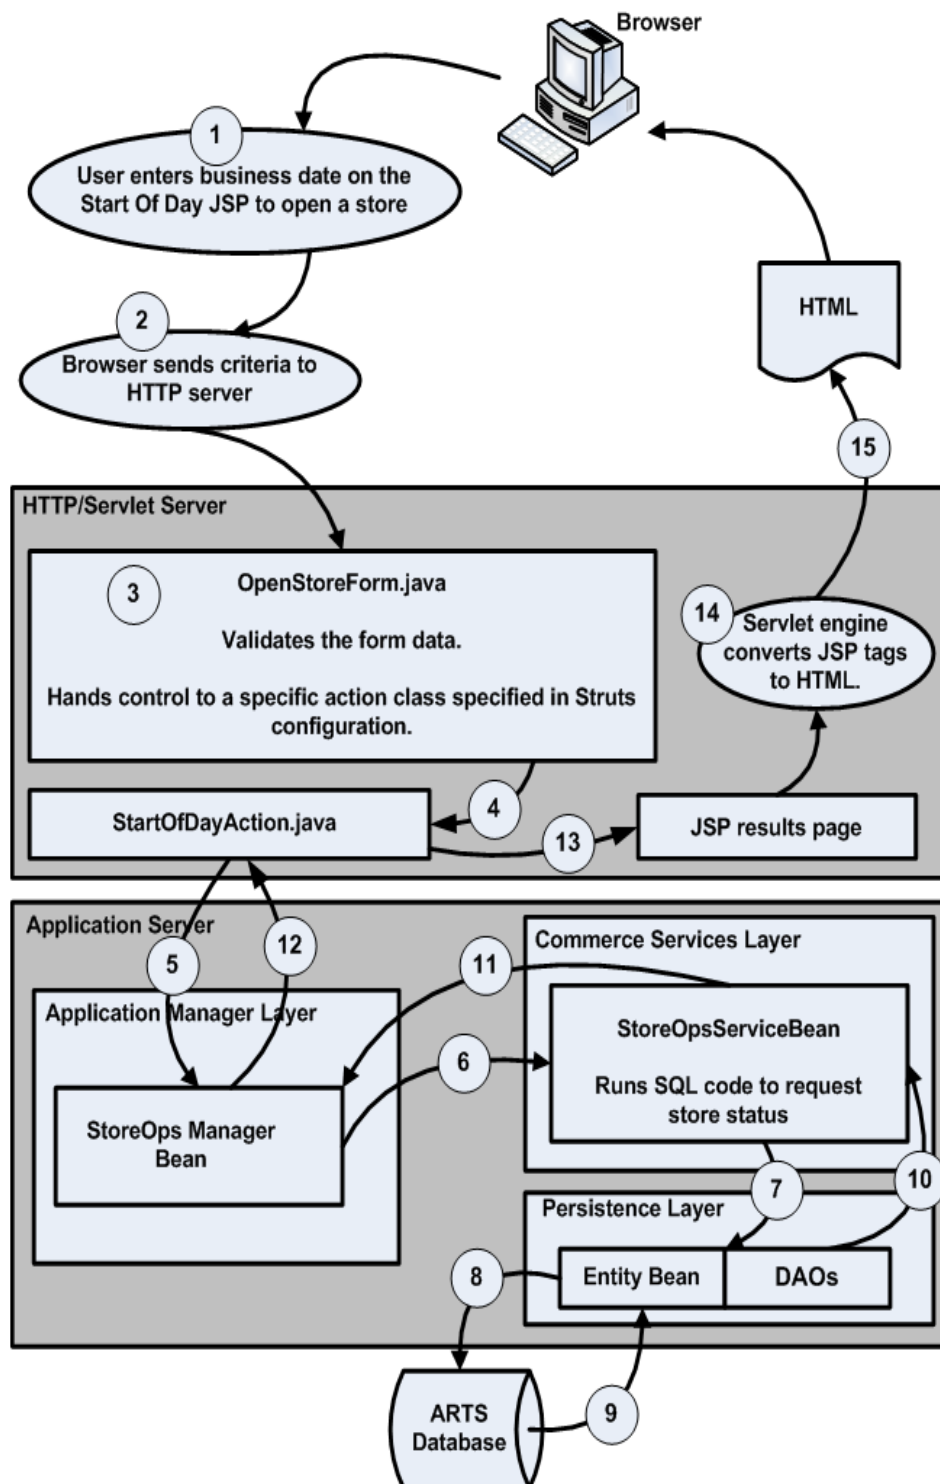 Browser
1
User enters business date on the
Start Of Day JSP to open a store
2
Browser sends criteria to
HTTP server
HTML
15
HTTP/Servlet Server
3
OpenStoreForm.java
Validates the form data.
Hands control to a specific action class specified in Struts
configuration.
14
Servlet engine
converts JSP tags
to HTML.
4
StartOfDayAction.java
13
JSP results page
Application Server
5
12
Application Manager Layer
StoreOps Manager
Bean
11
6
Commerce Services Layer
StoreOpsServiceBean
Runs SQL code to request
store status
7
10
Persistence Layer
Entity Bean
DAOs
8
9
ARTS
Database